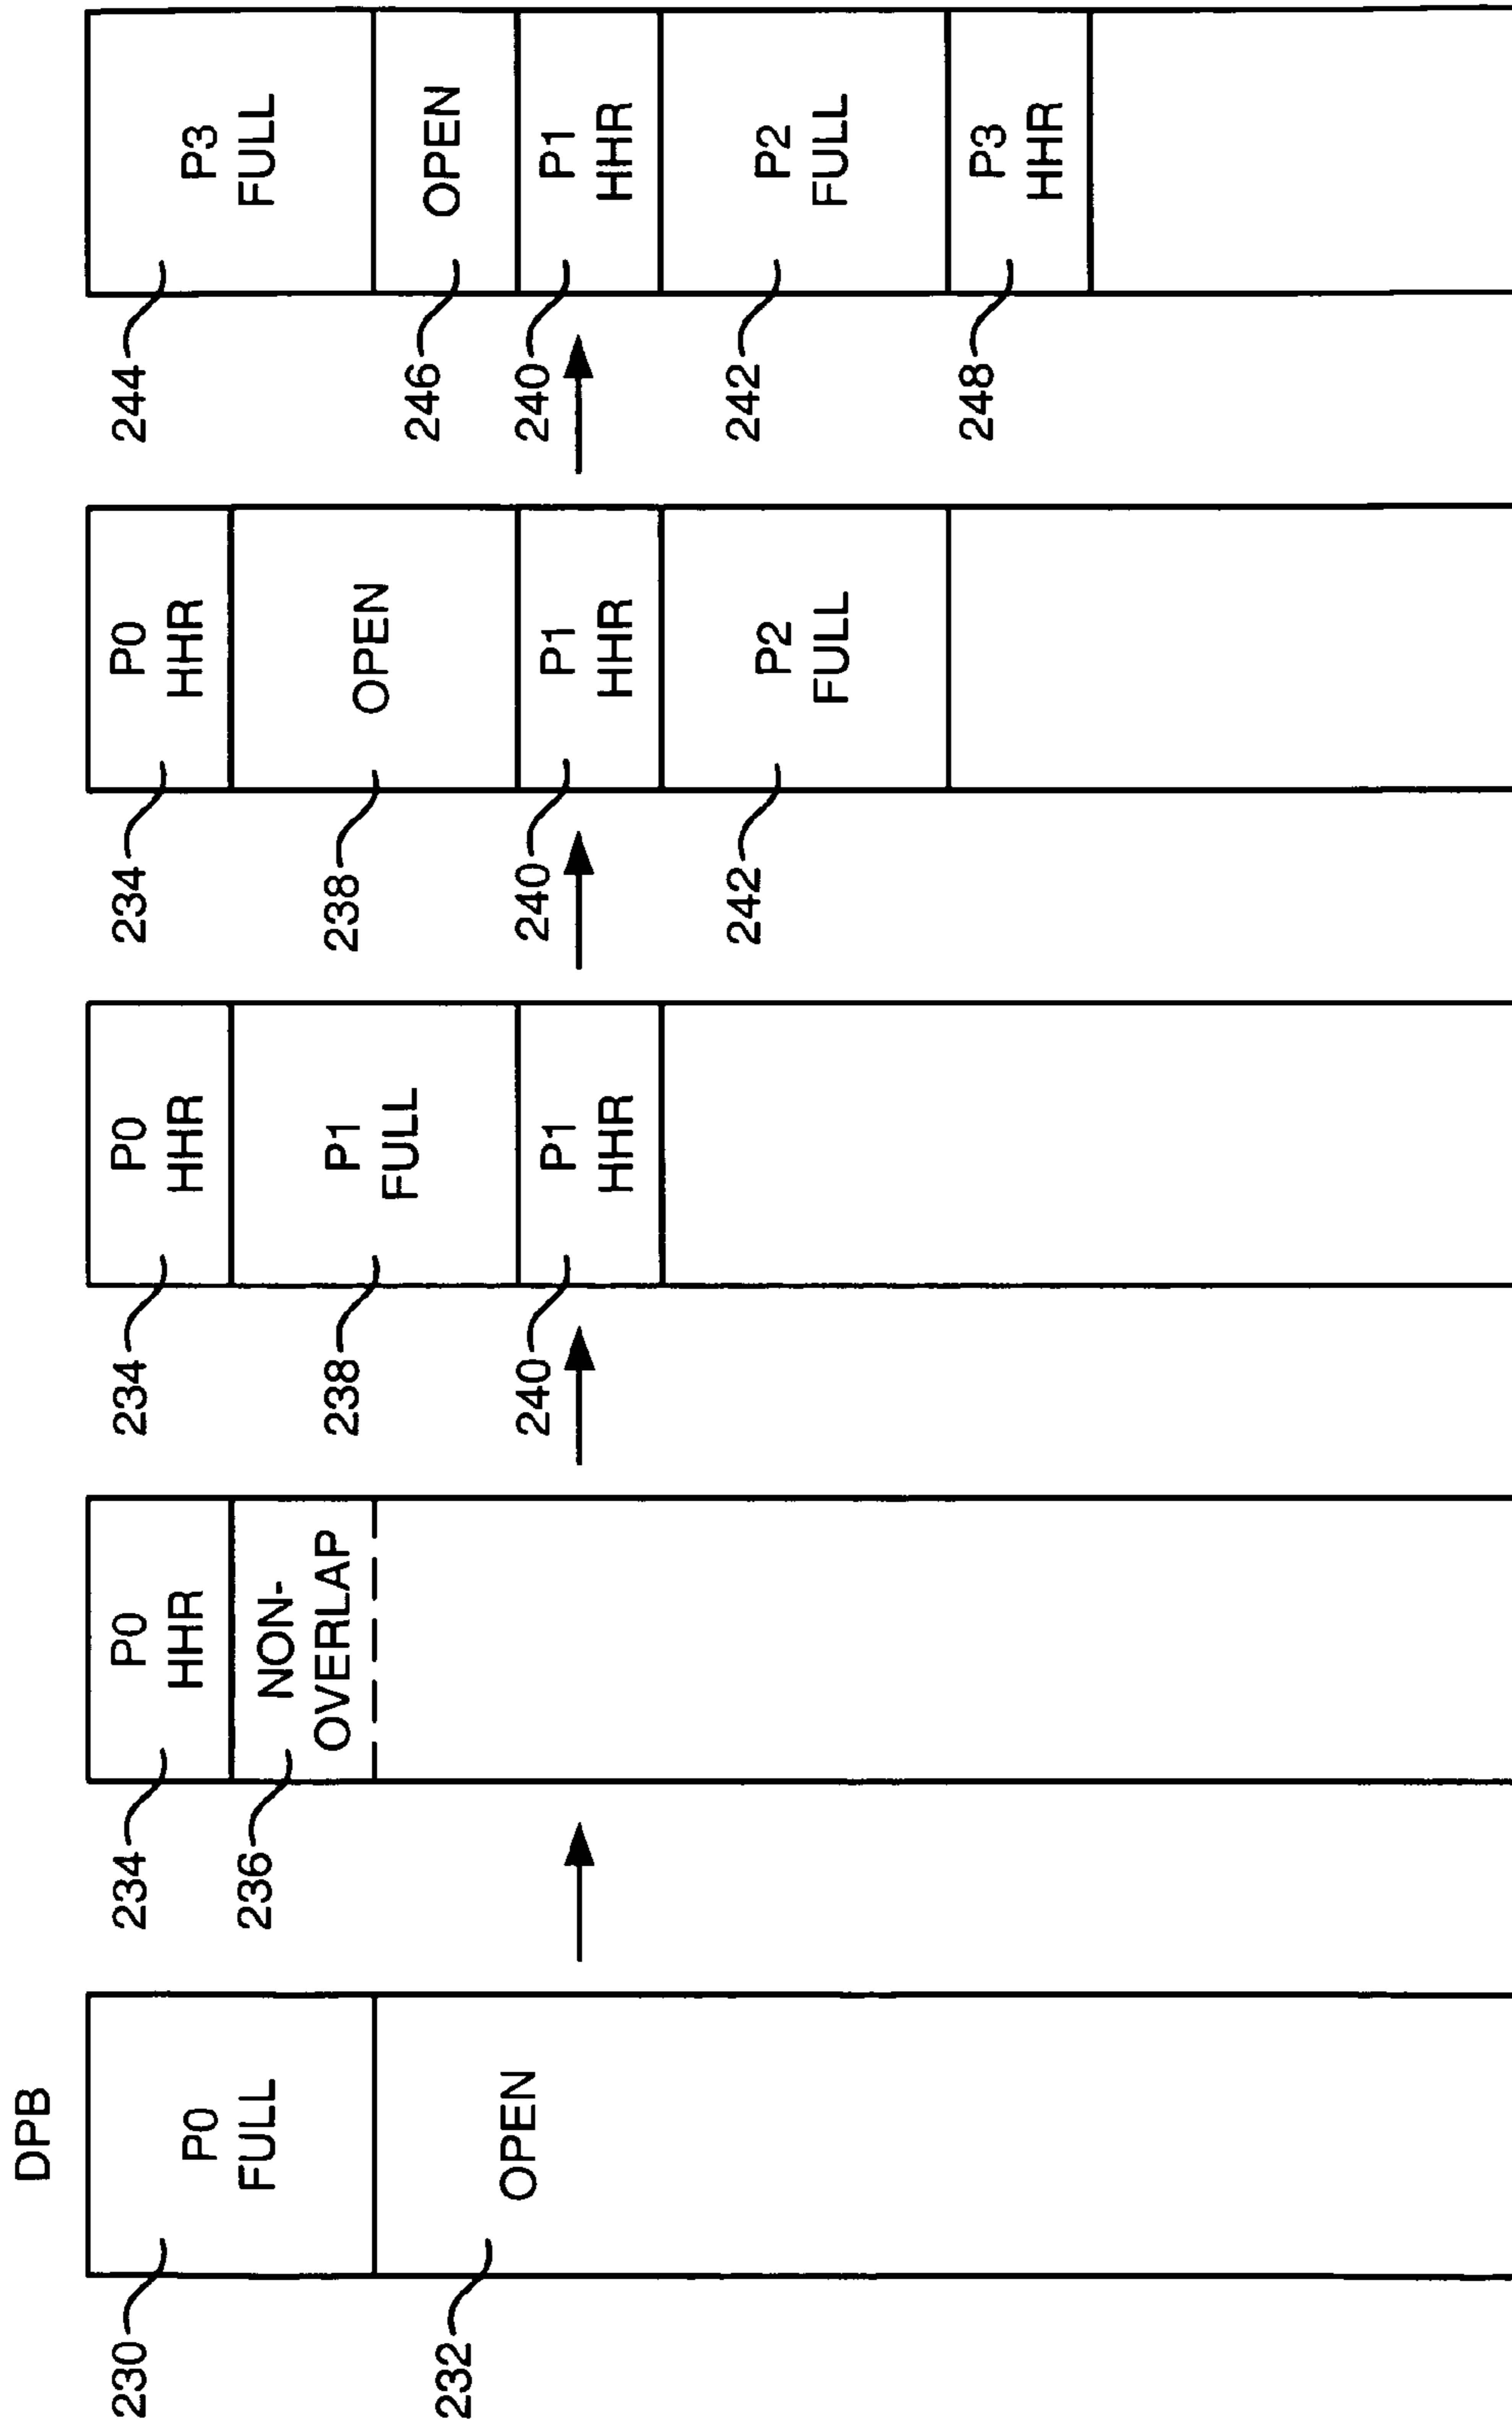 DPB
230
P0
FULL
232
OPEN
234
P0
HHR
236
NON-
OVERLAP
234
P0
HHR
238
P1
FULL
240
P1
HHR
234
P0
HHR
238
OPEN
240
P1
HHR
242
P2
FULL
244
P3
FULL
246
OPEN
240
P1
HHR
242
P2
FULL
248
P3
HHR